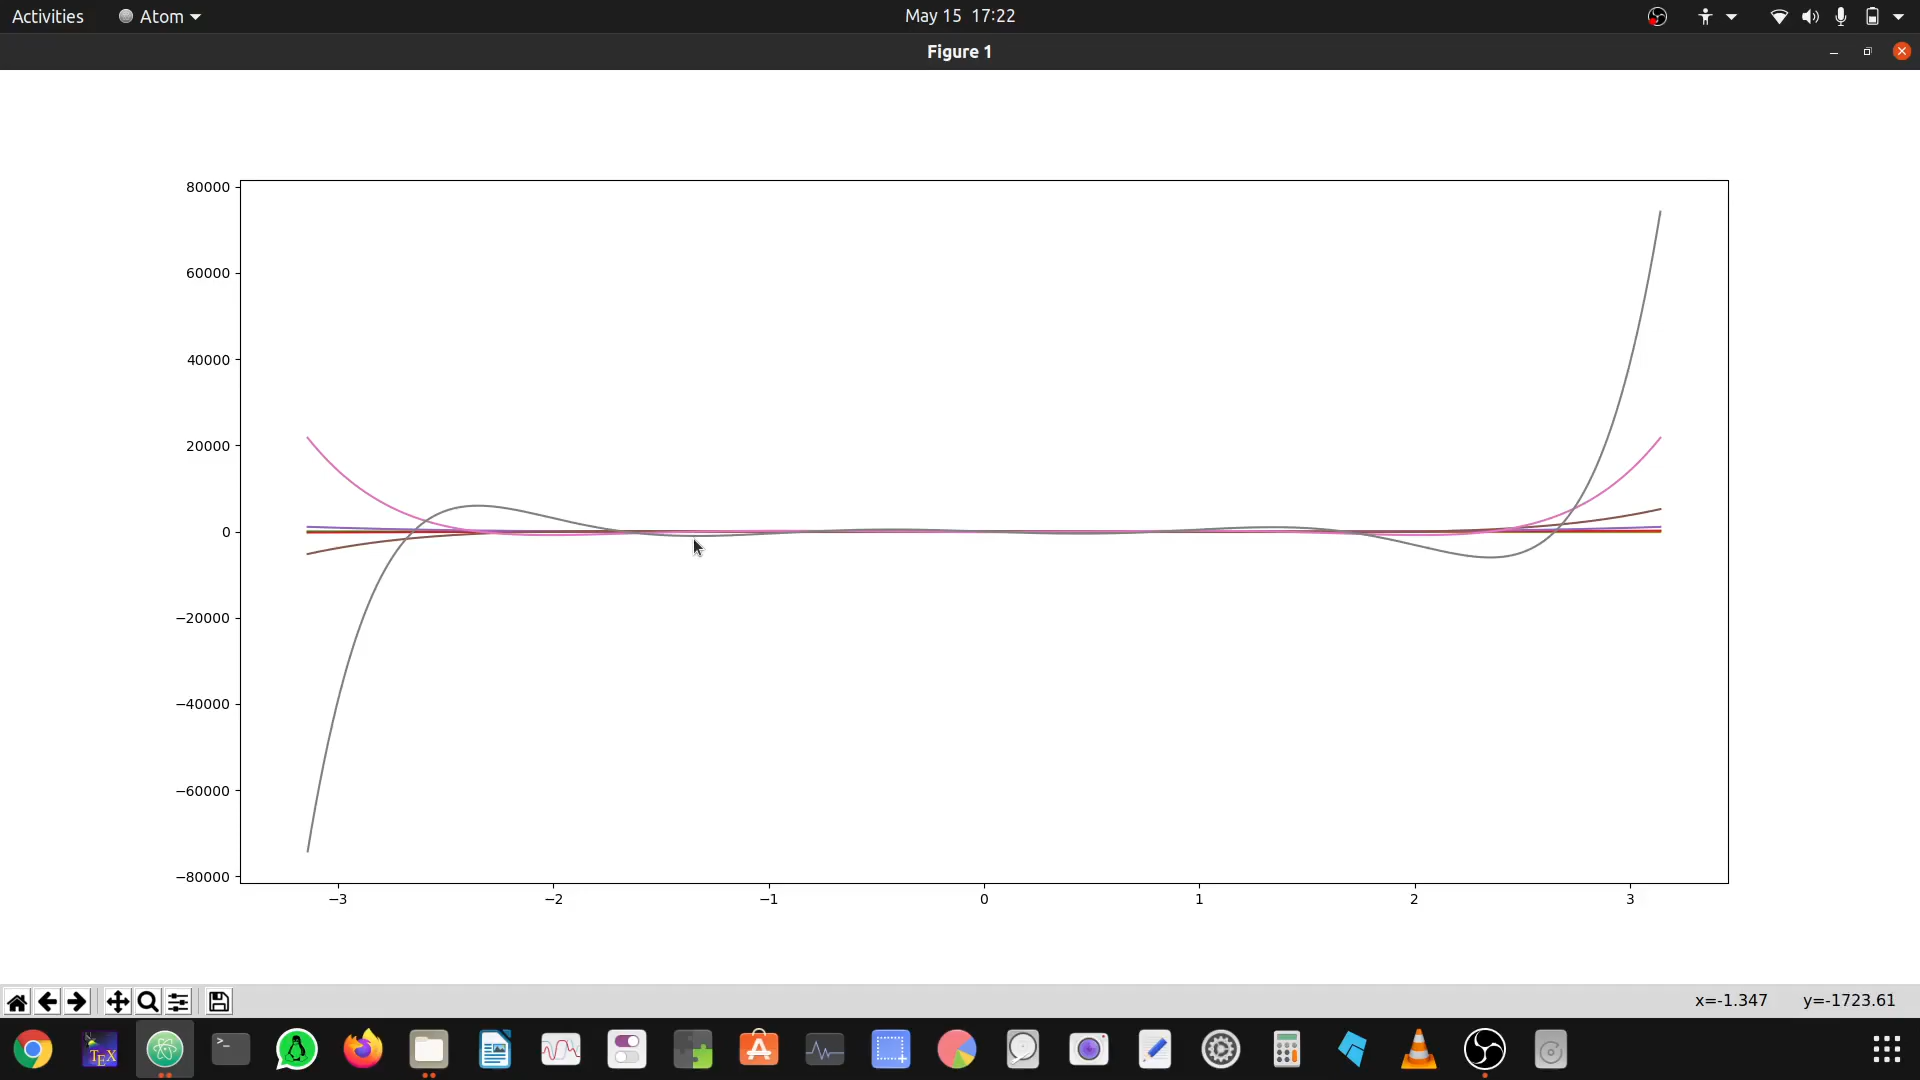 Activities Atom May 15 17:22
Figure 1
80000
60000
40000
20000
0
−20000
−40000
−60000
−80000
−3 −2 −1 0 1 2 3
x=-1.347 y=-1723.61
TEX >_